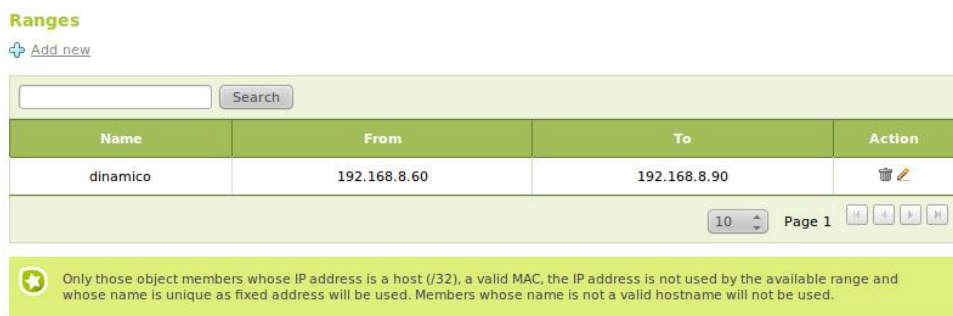 Ranges
Add new
Search
Name From To Action
dinamico 192.168.8.60 192.168.8.90
10 Page 1
Only those object members whose IP address is a host (/32), a valid MAC, the IP address is not used by the available range and
whose name is unique as fixed address will be used. Members whose name is not a valid hostname will not be used.